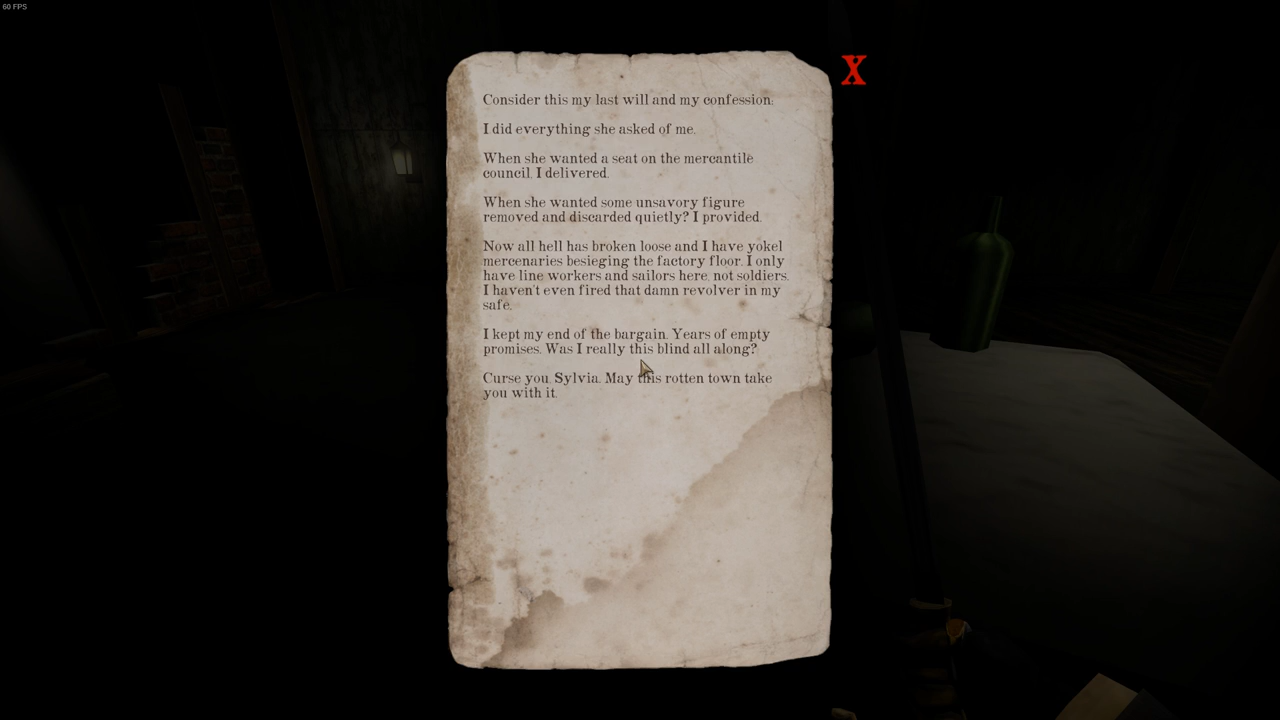 60 FPS
X
Consider this my last will and my confession:
I did everything she asked of me.
When she wanted a seat on the mercantile
council, I delivered.
When she wanted some unsavory figure
removed and discarded quietly? I provided.
Now all hell has broken loose and I have yokel
mercenaries besieging the factory floor. I only
have line workers and sailors here, not soldiers.
I haven't even fired that damn revolver in my
safe.
I kept my end of the bargain. Years of empty
promises. Was I really this blind all along?
Curse you, Sylvia. May this rotten town take
you with it.